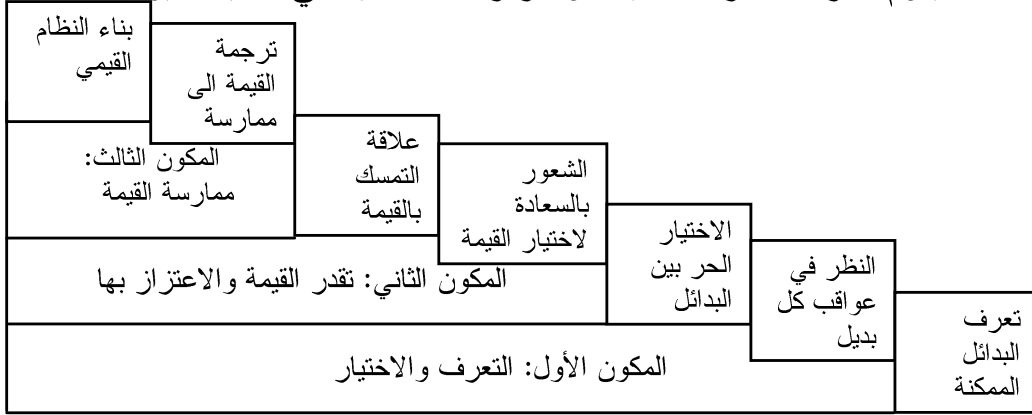 بناء النظام
القيمي
ترجمة
القيمة الى
ممارسة
المكون الثالث:
ممارسة القيمة
علاقة
التمسك
بالقيمة
الشعور
بالسعادة
لاختيار القيمة
المكون الثاني: تقدر القيمة والاعتزاز بها
الاختيار
الحر بين
البدائل
النظر في
عواقب كل
بديل
تعرف
البدائل
الممكنة
المكون الأول: التعرف والاختيار